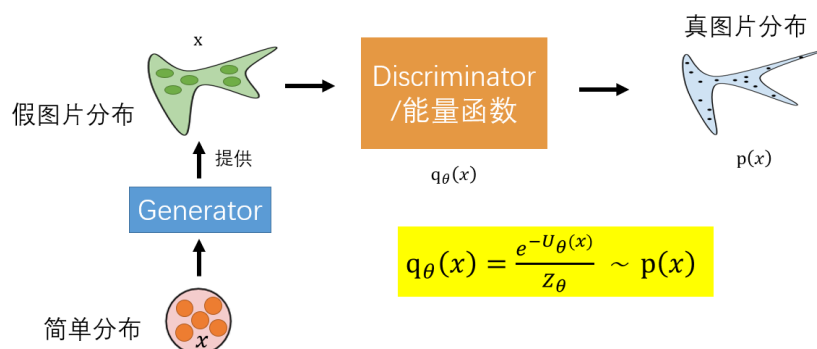 x
真图片分布
假图片分布
Discriminator
/能量函数
提供
q_θ(x)
p(x)
Generator
q_θ(x) = e^{-U_θ(x)} / Z_θ ~ p(x)
简单分布
x